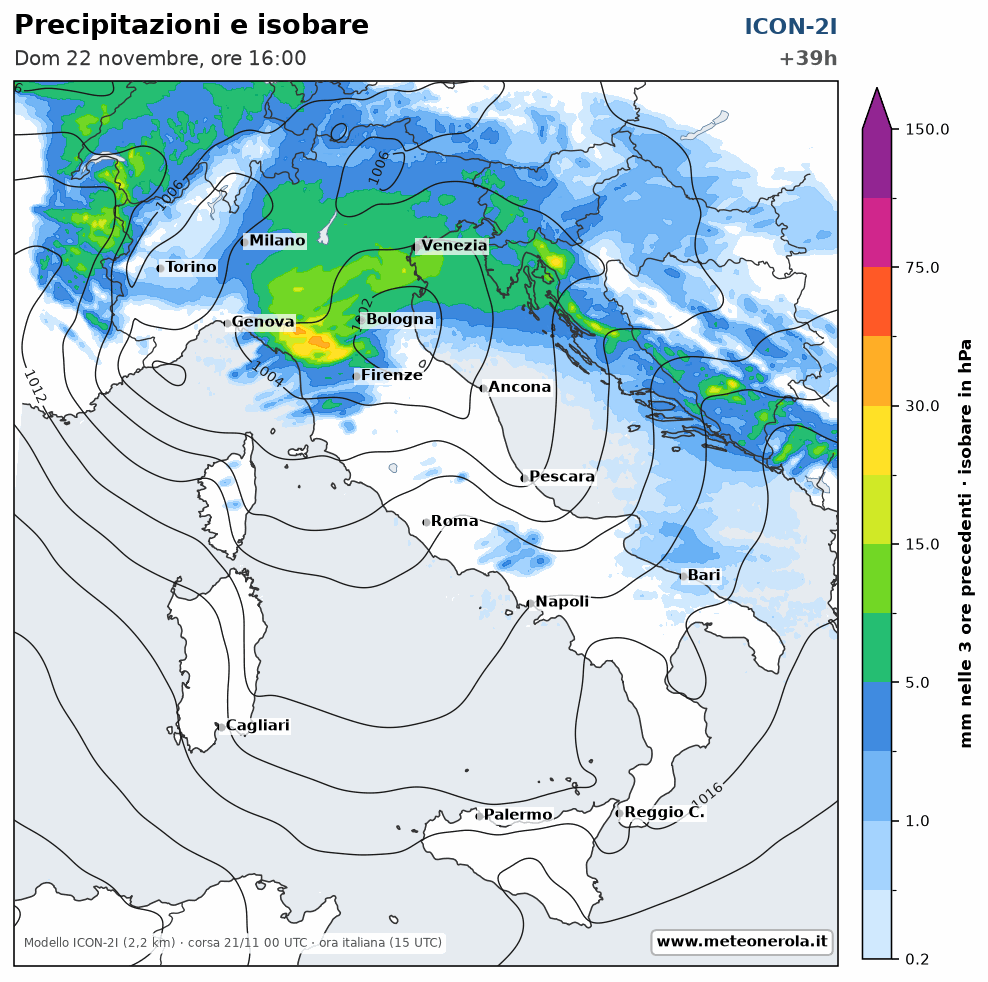 Precipitazioni e isobare
ICON-2I
Dom 22 novembre, ore 16:00
+39h
6
1006
1006
Milano
Venezia
Torino
Genova
Bologna
1004
Firenze
Ancona
1012
Pescara
Roma
Bari
Napoli
Cagliari
1016
Palermo
Reggio C.
Modello ICON-2I (2,2 km) · corsa 21/11 00 UTC · ora italiana (15 UTC)
www.meteonerola.it
150.0
75.0
30.0
15.0
5.0
1.0
0.2
mm nelle 3 ore precedenti · isobare in hPa